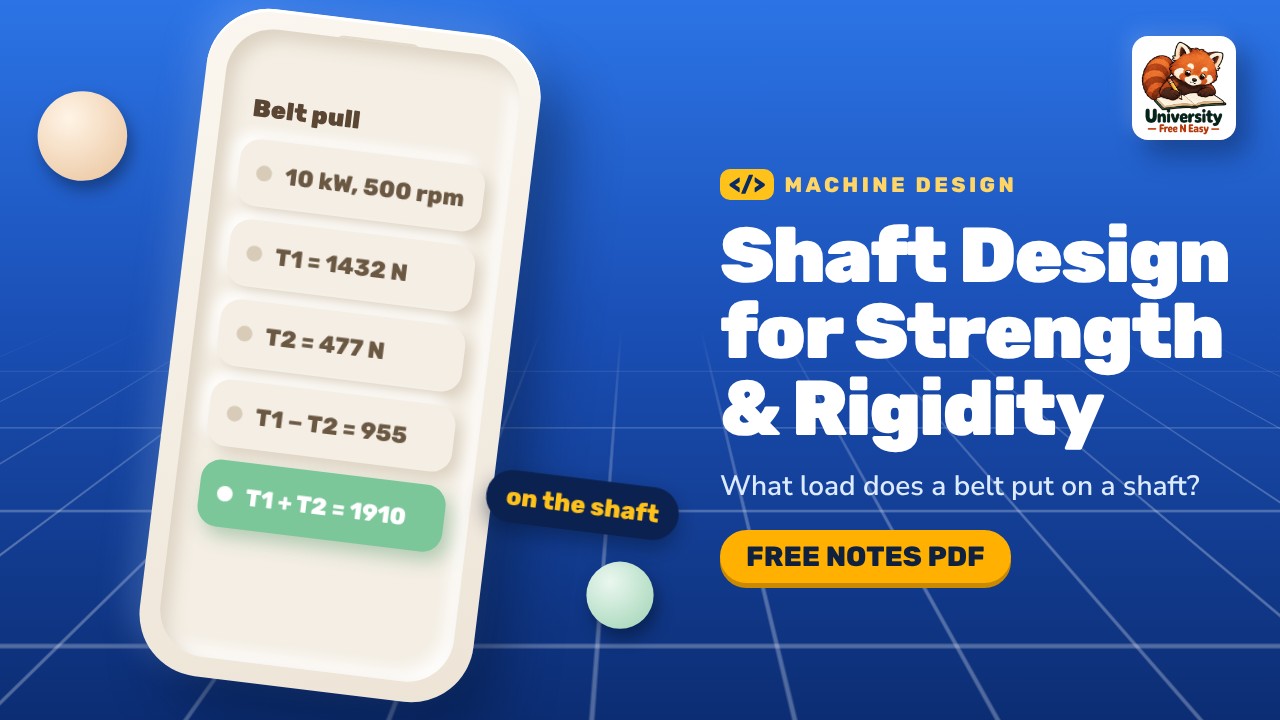 Belt pull
10 kW, 500 rpm
T1 = 1432 N
T2 = 477 N
T1 – T2 = 955
T1 + T2 = 1910
on the shaft
University
Free N Easy
</> MACHINE DESIGN
Shaft Design
for Strength
& Rigidity
What load does a belt put on a shaft?
FREE NOTES PDF